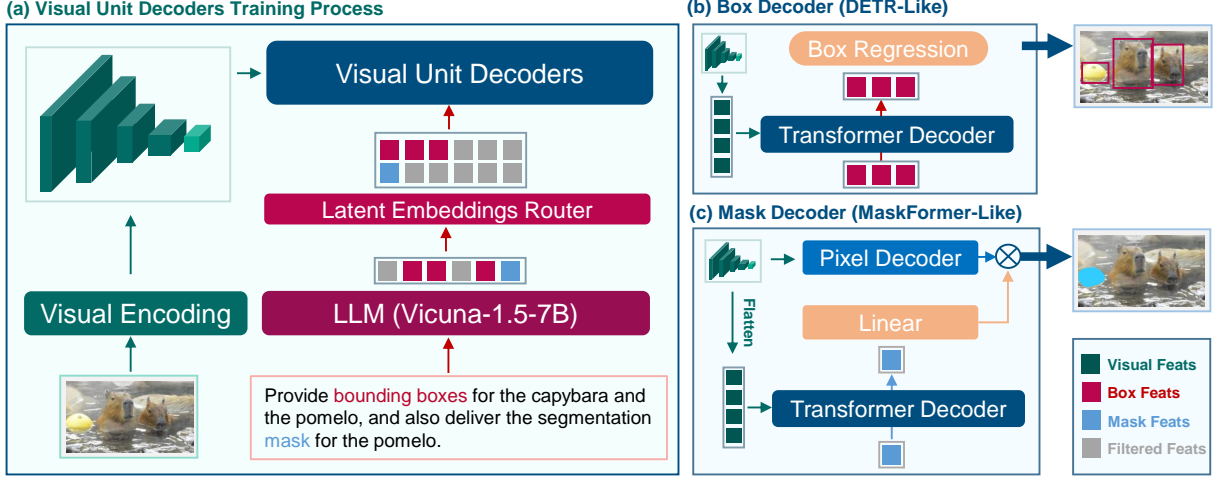 (a) Visual Unit Decoders Training Process
Visual Unit Decoders
Latent Embeddings Router
Visual Encoding
LLM (Vicuna-1.5-7B)
Provide bounding boxes for the capybara and
the pomelo, and also deliver the segmentation
mask for the pomelo.
(b) Box Decoder (DETR-Like)
Box Regression
Transformer Decoder
(c) Mask Decoder (MaskFormer-Like)
Pixel Decoder
Flatten
Linear
Transformer Decoder
Visual Feats
Box Feats
Mask Feats
Filtered Feats